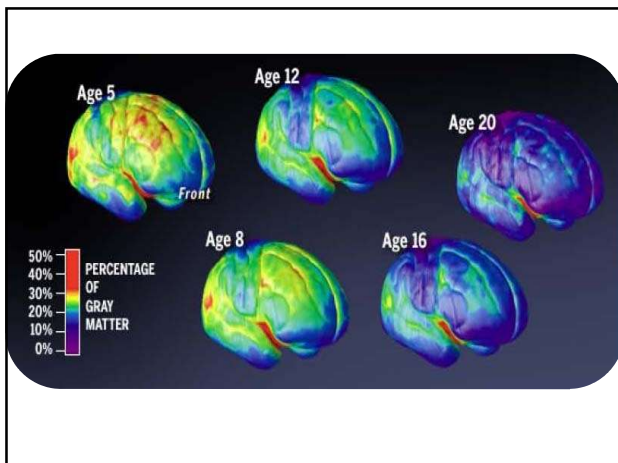 Age 5
Age 12
Age 20
Front
Age 8
Age 16
50%
40%
30%
20%
10%
0%
PERCENTAGE
OF
GRAY
MATTER